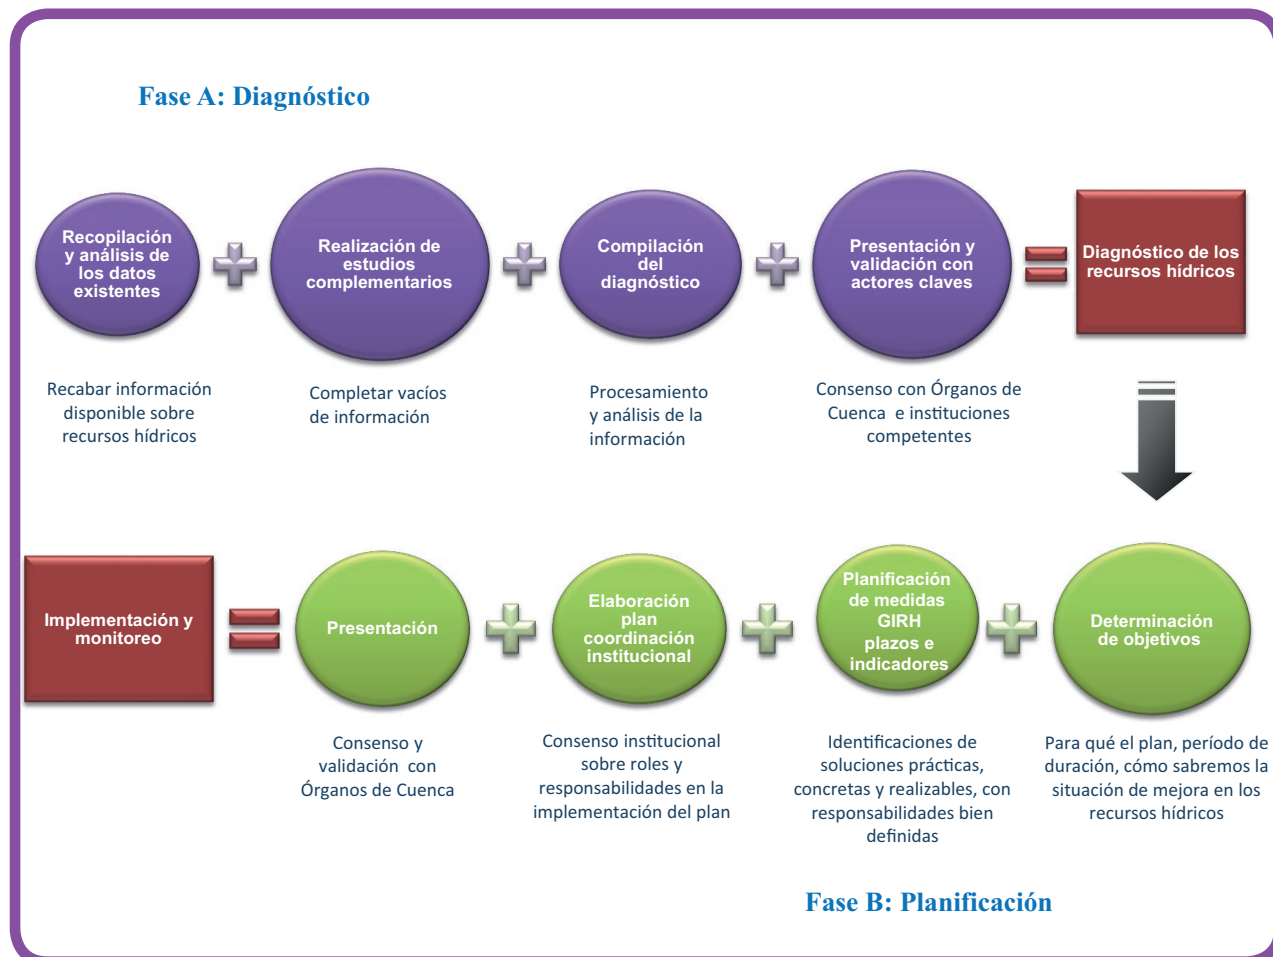 Fase A: Diagnóstico
Recopilación
y análisis de
los datos
existentes
Realización de
estudios
complementarios
Compilación
del
diagnóstico
Presentación y
validación con
actores claves
Diagnóstico de los
recursos hídricos
Recabar información
disponible sobre
recursos hídricos
Completar vacíos
de información
Procesamiento
y análisis de la
información
Consenso con Órganos de
Cuenca e instituciones
competentes
Implementación y
monitoreo
Presentación
Elaboración
plan
coordinación
institucional
Planificación
de medidas
GIRH
plazos e
indicadores
Determinación
de objetivos
Consenso y
validación con
Órganos de Cuenca
Consenso institucional
sobre roles y
responsabilidades en la
implementación del plan
Identificaciones de
soluciones prácticas,
concretas y realizables, con
responsabilidades bien
definidas
Para qué el plan, período de
duración, cómo sabremos la
situación de mejora en los
recursos hídricos
Fase B: Planificación